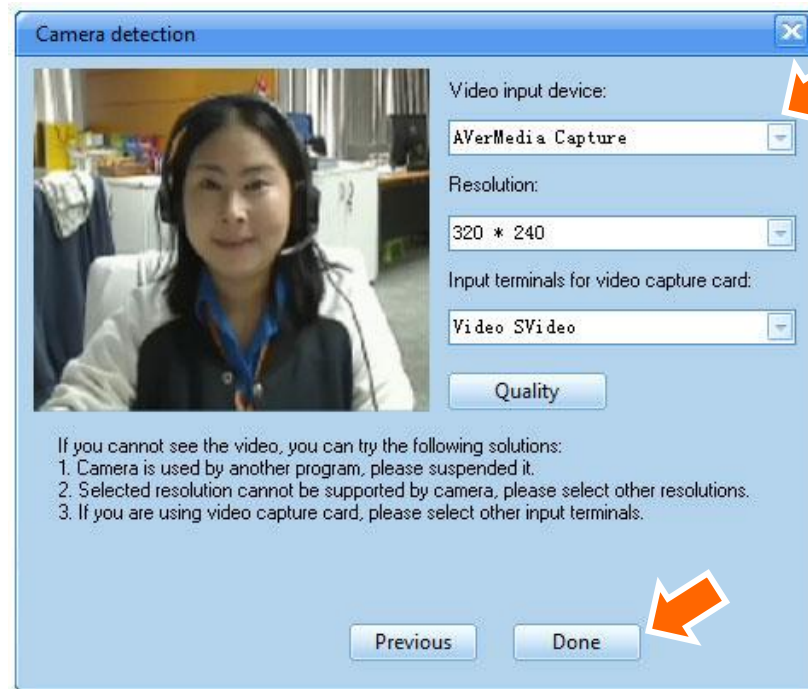 Camera detection
Video input device:
AVerMedia Capture
Resolution:
320 * 240
Input terminals for video capture card:
Video SVideo
Quality
If you cannot see the video, you can try the following solutions:
1. Camera is used by another program, please suspended it.
2. Selected resolution cannot be supported by camera, please select other resolutions.
3. If you are using video capture card, please select other input terminals.
Previous
Done